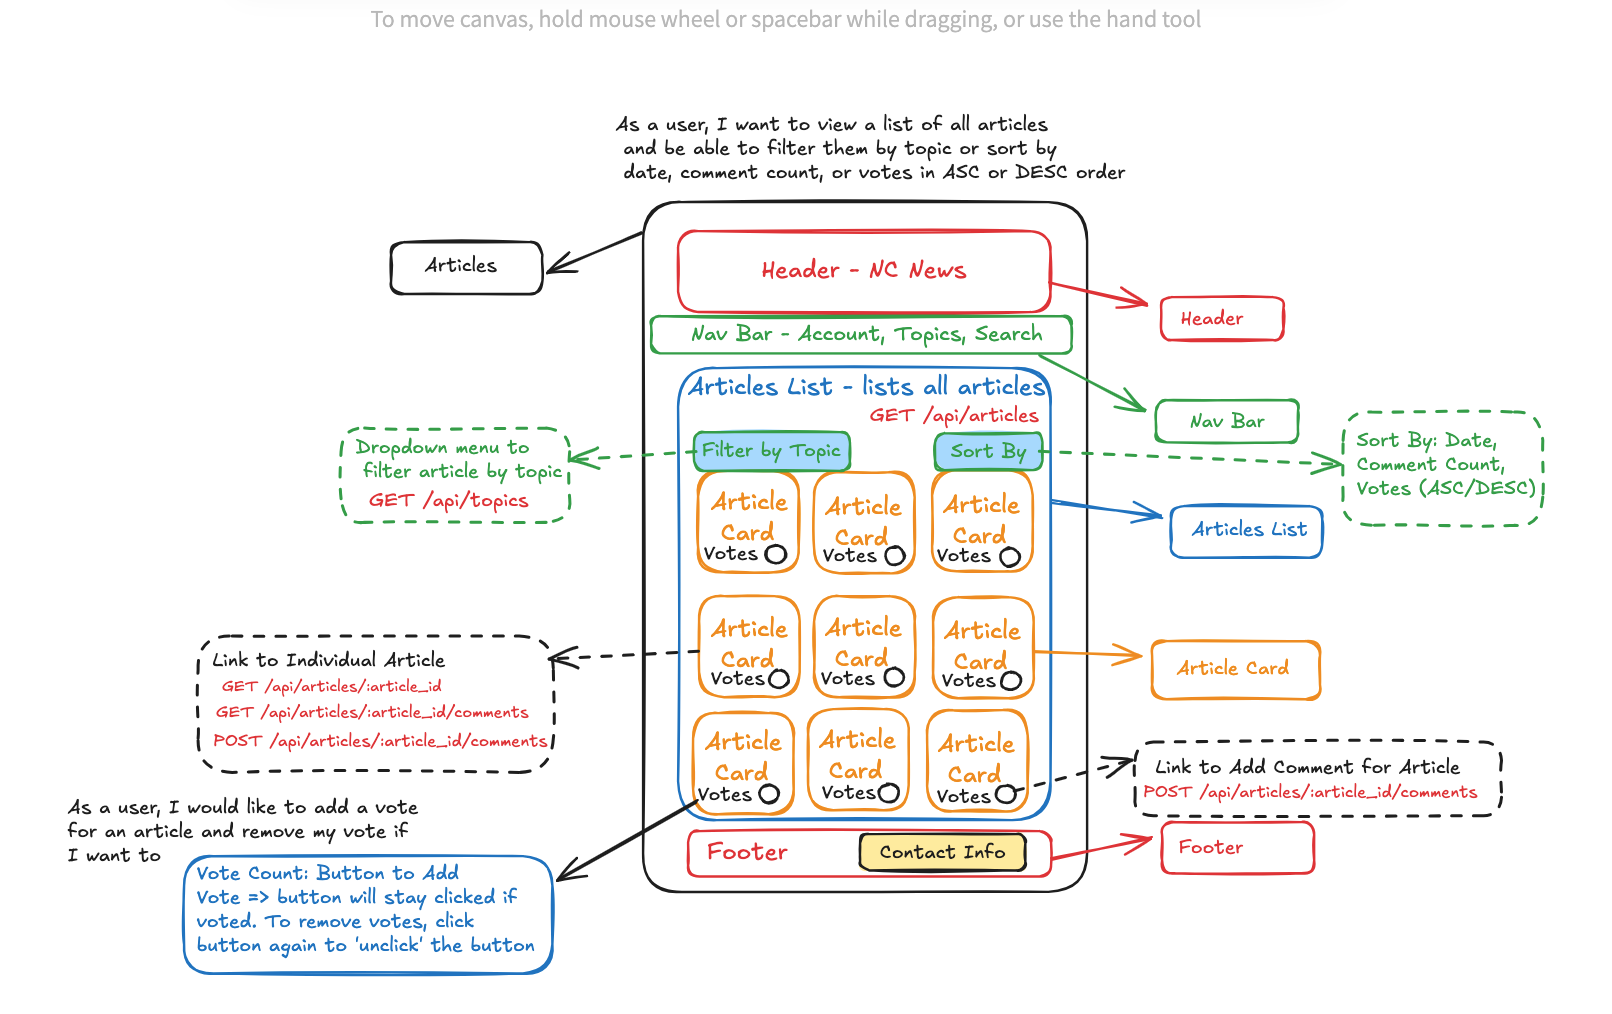 To move canvas, hold mouse wheel or spacebar while dragging, or use the hand tool
As a user, I want to view a list of all articles
and be able to filter them by topic or sort by
date, comment count, or votes in ASC or DESC order
Articles
Header - NC News
Header
Nav Bar - Account, Topics, Search
Nav Bar
Articles List - lists all articles
GET /api/articles
Filter by Topic
Sort By
Dropdown menu to
filter article by topic
GET /api/topics
Sort By: Date,
Comment Count,
Votes (ASC/DESC)
Article
Card
Votes
Article
Card
Votes
Article
Card
Votes
Articles List
Article
Card
Votes
Article
Card
Votes
Article
Card
Votes
Link to Individual Article
GET /api/articles/:article_id
GET /api/articles/:article_id/comments
POST /api/articles/:article_id/comments
Article Card
Article
Card
Votes
Article
Card
Votes
Article
Card
Votes
Link to Add Comment for Article
POST /api/articles/:article_id/comments
As a user, I would like to add a vote
for an article and remove my vote if
I want to
Footer
Contact Info
Footer
Vote Count: Button to Add
Vote => button will stay clicked if
voted. To remove votes, click
button again to 'unclick' the button